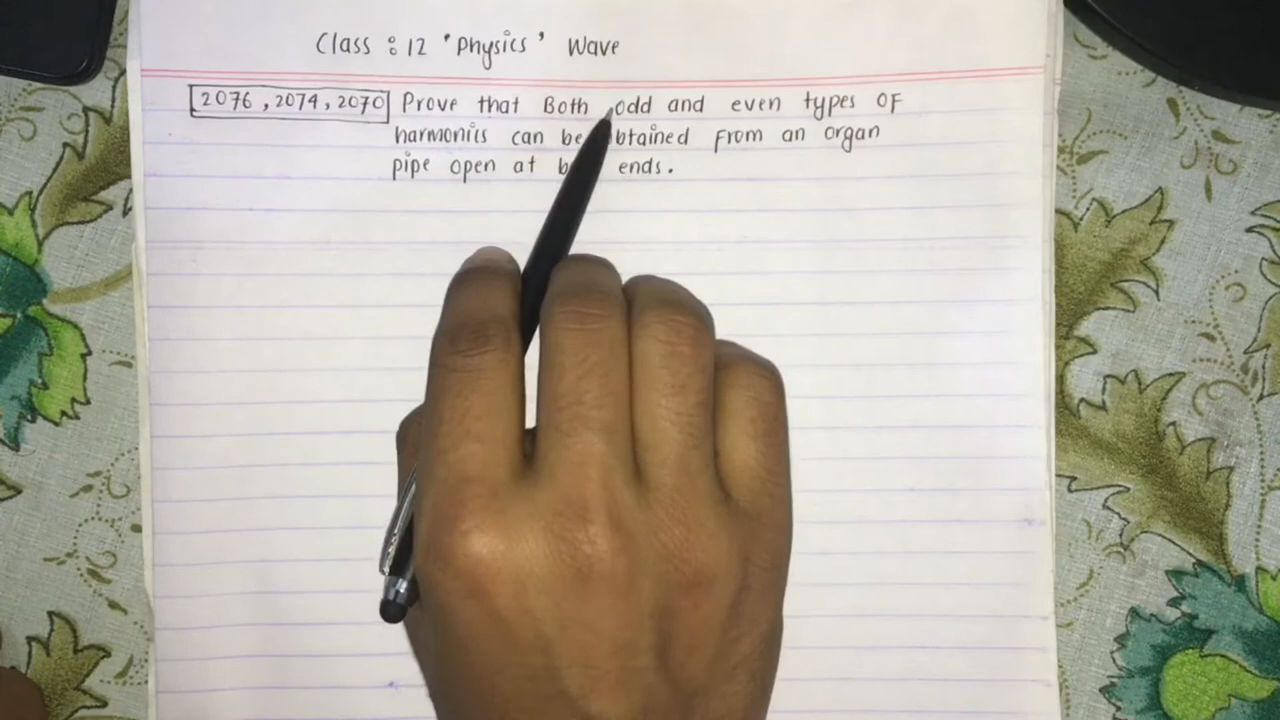 Class : 12 'Physics' Wave
2076, 2074, 2070 Prove that Both odd and even types OF
harmonics can be obtained From an organ
pipe open at ends.